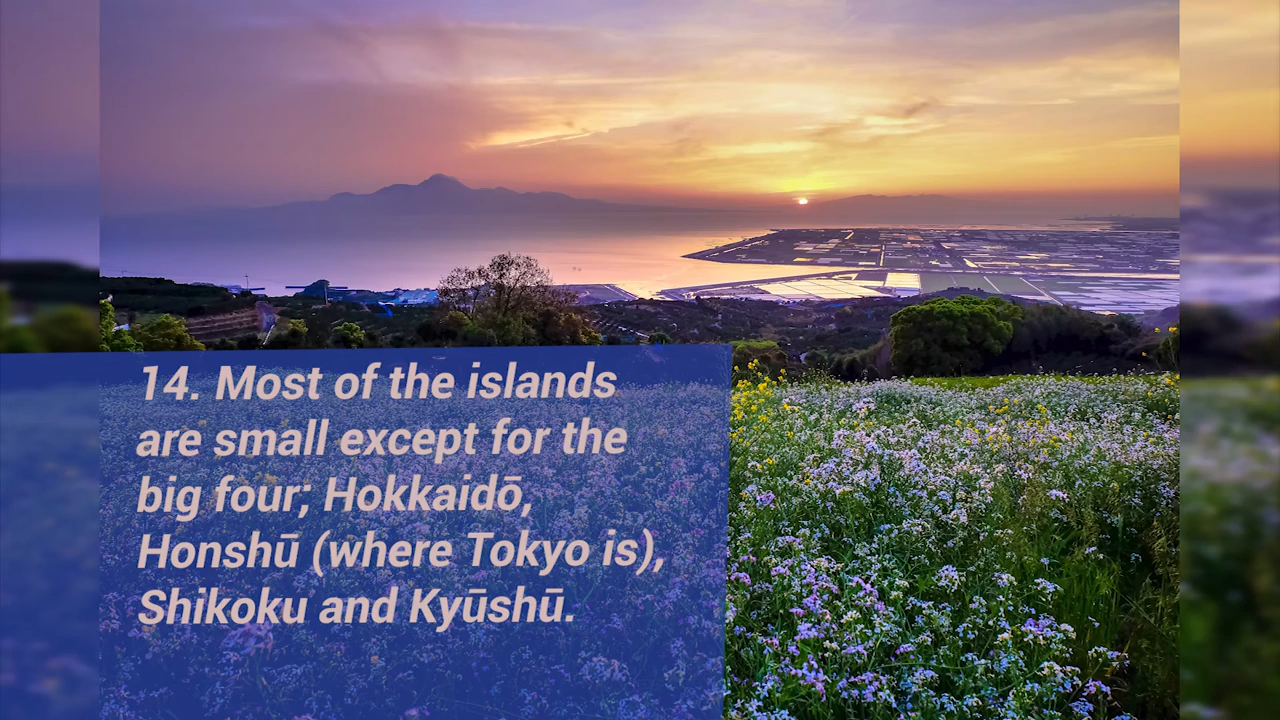 14. Most of the islands
are small except for the
big four; Hokkaidō,
Honshū (where Tokyo is),
Shikoku and Kyūshū.